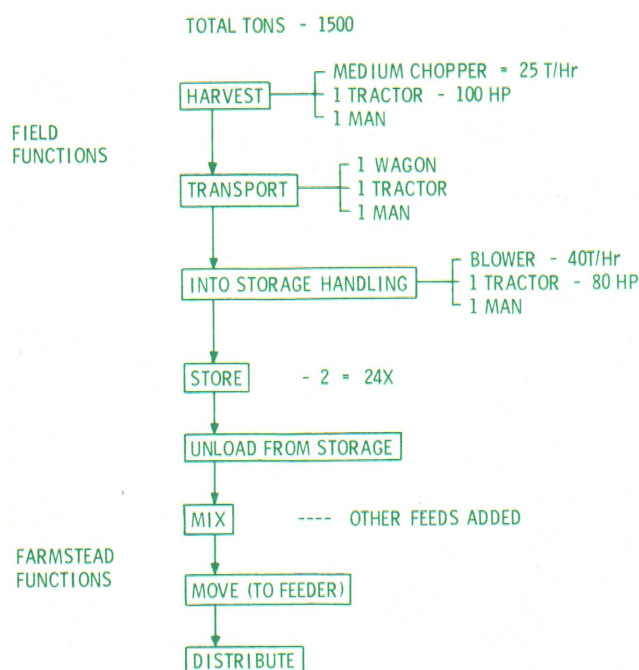 TOTAL TONS - 1500
MEDIUM CHOPPER = 25 T/Hr
HARVEST
1 TRACTOR - 100 HP
1 MAN
FIELD
FUNCTIONS
1 WAGON
TRANSPORT
1 TRACTOR
1 MAN
BLOWER - 40T/Hr
INTO STORAGE HANDLING
1 TRACTOR - 80 HP
1 MAN
STORE - 2 = 24X
UNLOAD FROM STORAGE
MIX ---- OTHER FEEDS ADDED
FARMSTEAD
FUNCTIONS
MOVE (TO FEEDER)
DISTRIBUTE